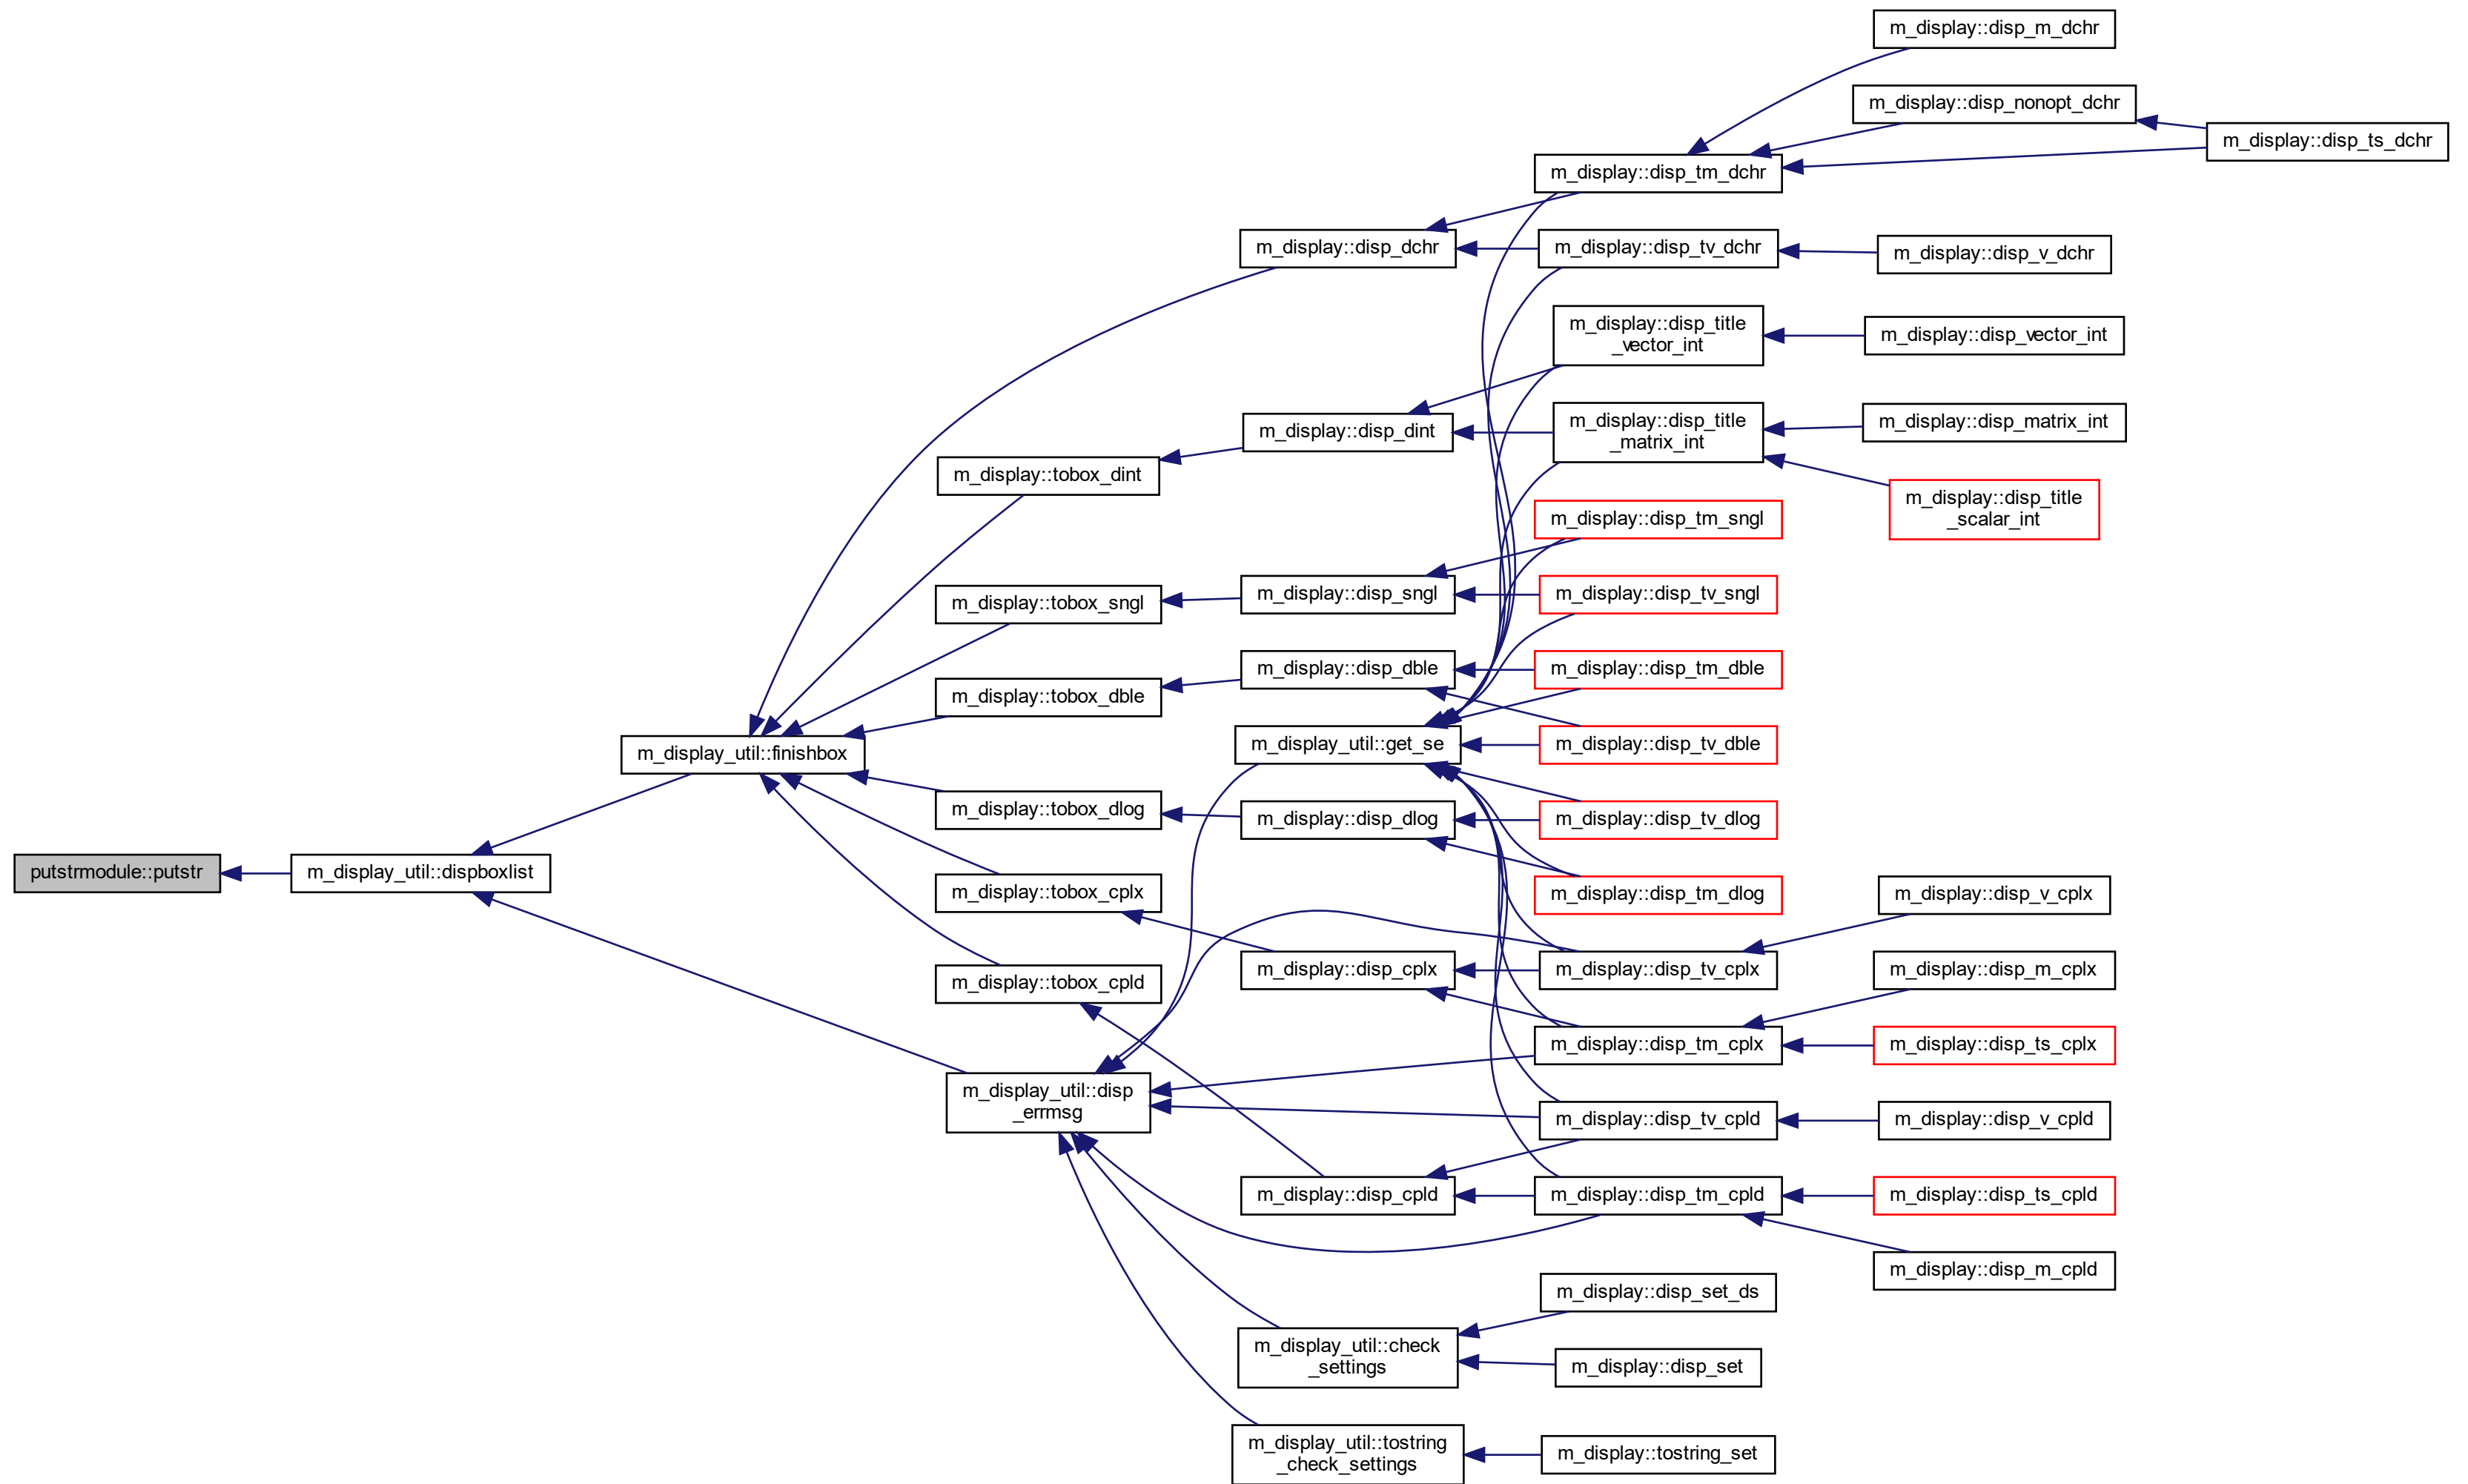 putstrmodule::putstr
m_display_util::dispboxlist
m_display_util::finishbox
m_display_util::disp
_errmsg
m_display::tobox_dint
m_display::tobox_sngl
m_display::tobox_dble
m_display::tobox_dlog
m_display::tobox_cplx
m_display::tobox_cpld
m_display::disp_dchr
m_display::disp_dint
m_display::disp_sngl
m_display::disp_dble
m_display_util::get_se
m_display::disp_dlog
m_display::disp_cplx
m_display::disp_cpld
m_display_util::check
_settings
m_display_util::tostring
_check_settings
m_display::disp_tm_dchr
m_display::disp_tv_dchr
m_display::disp_title
_vector_int
m_display::disp_title
_matrix_int
m_display::disp_tm_sngl
m_display::disp_tv_sngl
m_display::disp_tm_dble
m_display::disp_tv_dble
m_display::disp_tv_dlog
m_display::disp_tm_dlog
m_display::disp_tv_cplx
m_display::disp_tm_cplx
m_display::disp_tv_cpld
m_display::disp_tm_cpld
m_display::disp_set_ds
m_display::disp_set
m_display::tostring_set
m_display::disp_m_dchr
m_display::disp_nonopt_dchr
m_display::disp_v_dchr
m_display::disp_vector_int
m_display::disp_matrix_int
m_display::disp_title
_scalar_int
m_display::disp_v_cplx
m_display::disp_m_cplx
m_display::disp_ts_cplx
m_display::disp_v_cpld
m_display::disp_ts_cpld
m_display::disp_m_cpld
m_display::disp_ts_dchr